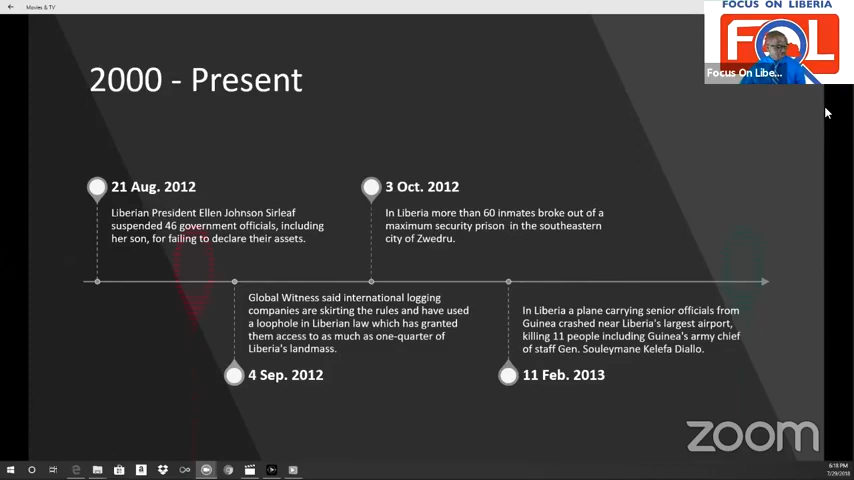 Movies & TV
FOCUS ON LIBERIA
FOL
Focus On Libe...
2000 - Present
21 Aug. 2012
Liberian President Ellen Johnson Sirleaf
suspended 46 government officials, including
her son, for failing to declare their assets.
3 Oct. 2012
In Liberia more than 60 inmates broke out of a
maximum security prison in the southeastern
city of Zwedru.
Global Witness said international logging
companies are skirting the rules and have used
a loophole in Liberian law which has granted
them access to as much as one-quarter of
Liberia's landmass.
4 Sep. 2012
In Liberia a plane carrying senior officials from
Guinea crashed near Liberia's largest airport,
killing 11 people including Guinea's army chief
of staff Gen. Souleymane Kelefa Diallo.
11 Feb. 2013
zoom
6:18 PM
7/29/2018